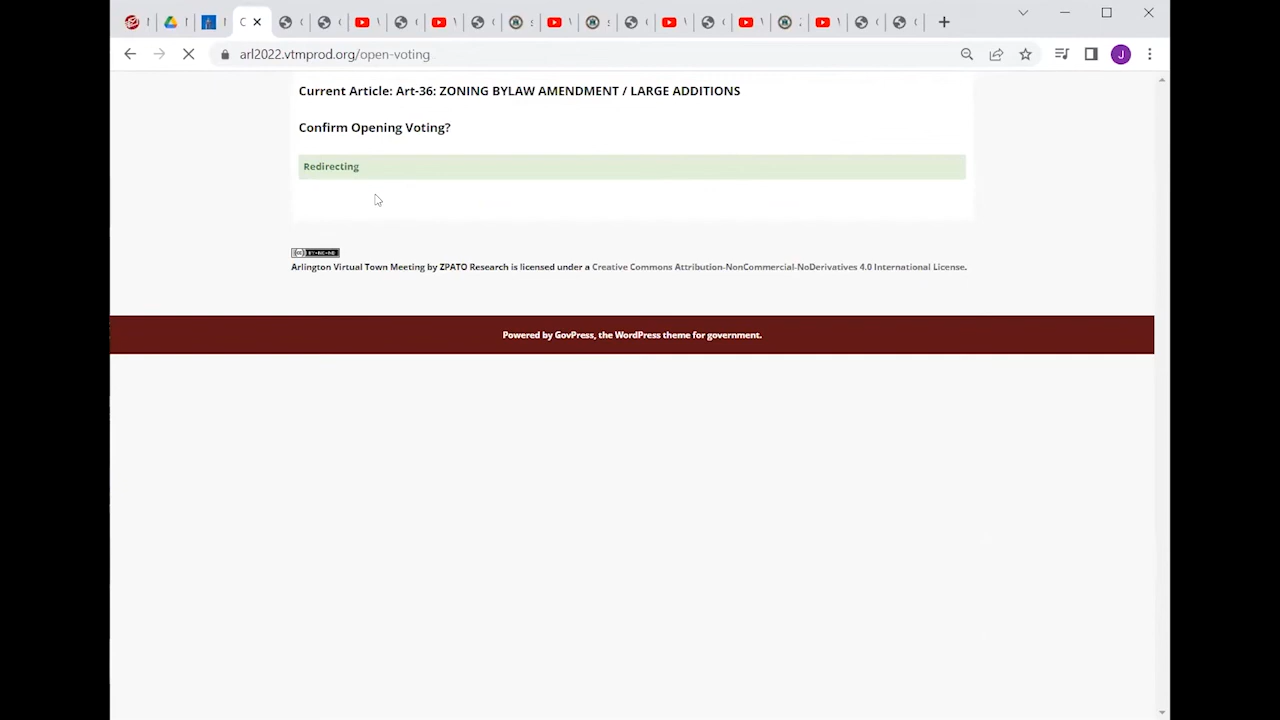 arl2022.vtmprod.org/open-voting
J
Current Article: Art-36: ZONING BYLAW AMENDMENT / LARGE ADDITIONS
Confirm Opening Voting?
Redirecting
Arlington Virtual Town Meeting by ZPATO Research is licensed under a Creative Commons Attribution-NonCommercial-NoDerivatives 4.0 International License.
Powered by GovPress, the WordPress theme for government.